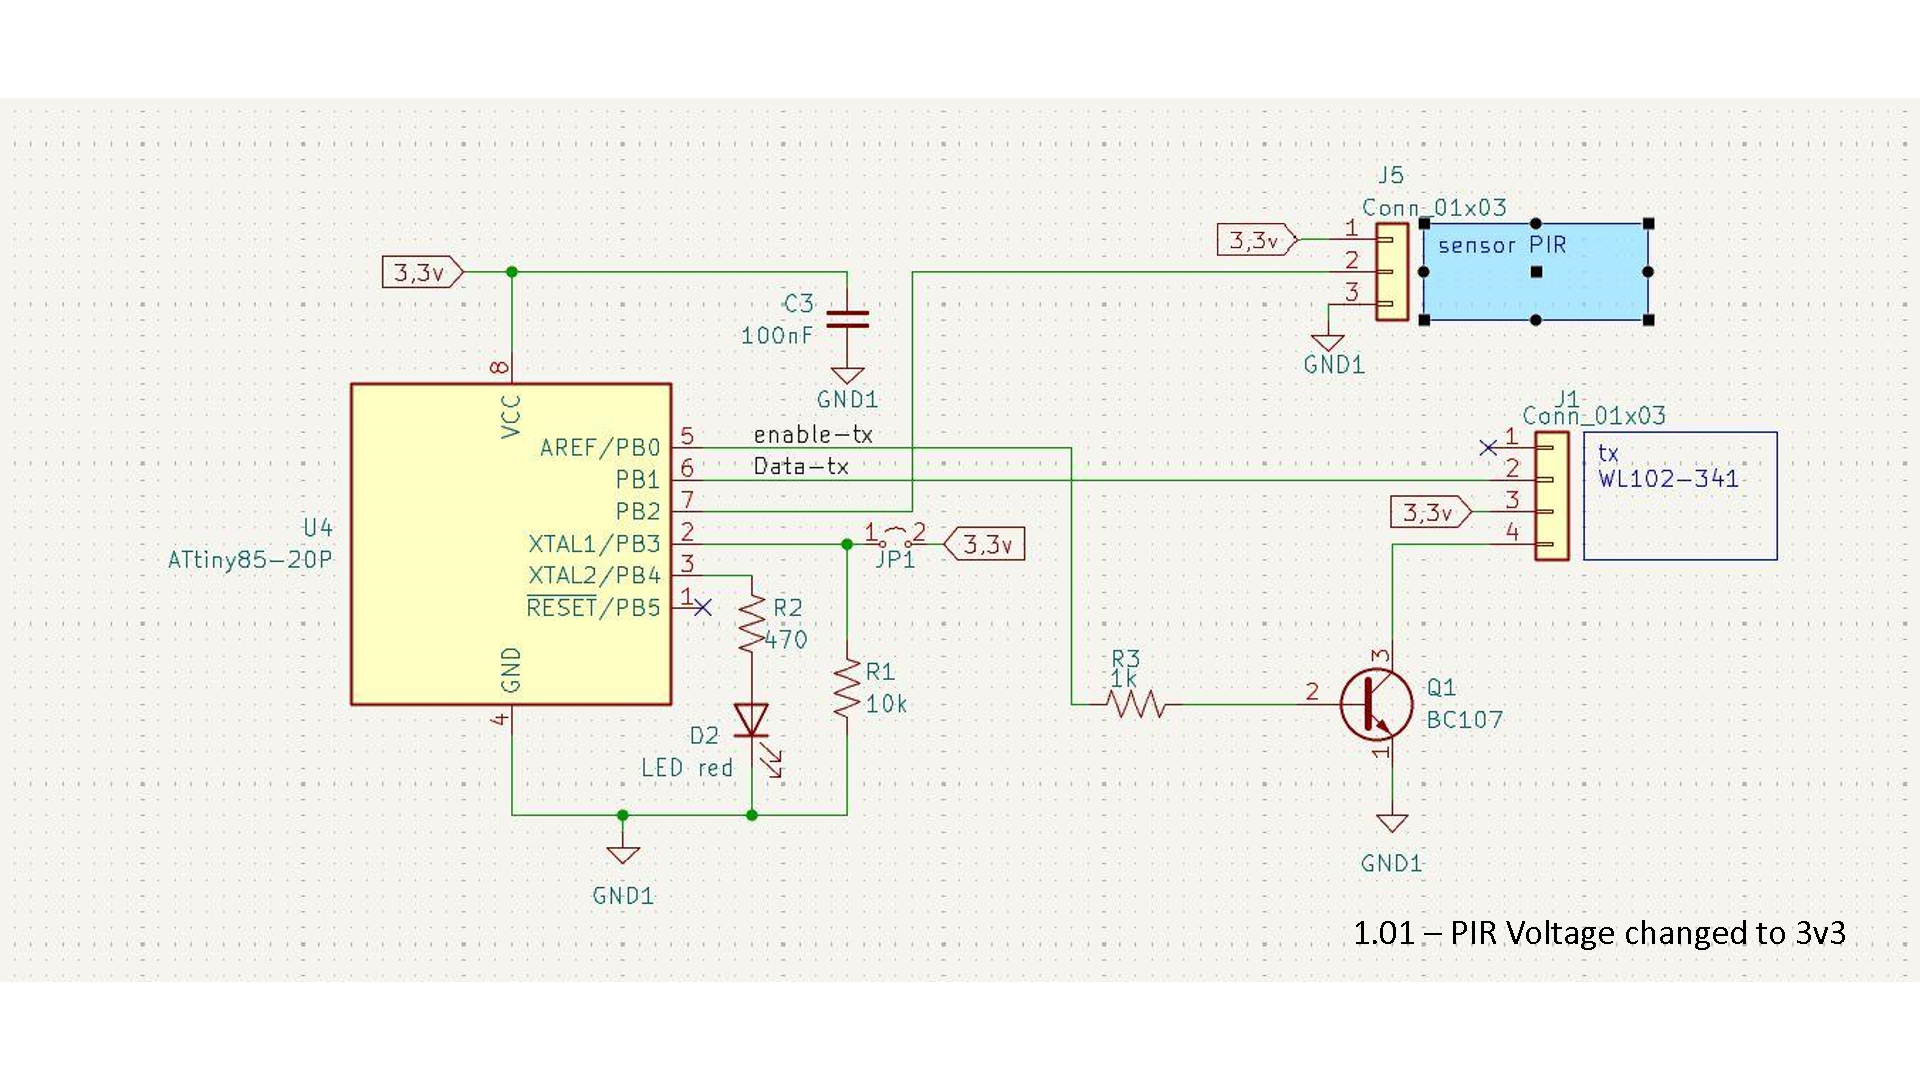 J5
Conn_01x03
3,3v
1
2
3
sensor PIR
GND1
3,3v
C3
100nF
GND1
8
VCC
AREF/PB0
5
enable-tx
PB1
6
Data-tx
PB2
7
XTAL1/PB3
2
1
2
JP1
3,3v
XTAL2/PB4
3
RESET/PB5
1
U4
ATtiny85-20P
GND
4
R2
470
R1
10k
D2
LED red
GND1
J1
Conn_01x03
1
2
3
4
3,3v
tx
WL102-341
R3
1k
2
3
1
Q1
BC107
GND1
1.01 – PIR Voltage changed to 3v3